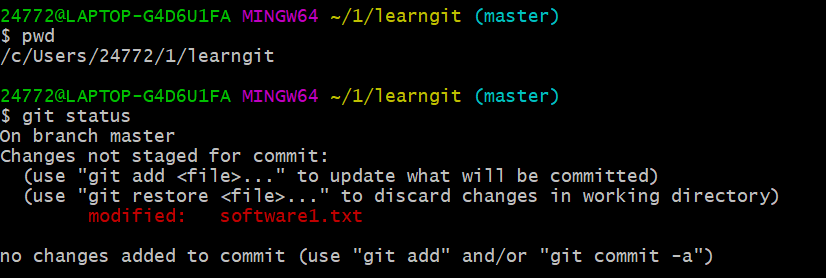 24772@LAPTOP-G4D6U1FA MINGW64 ~/1/learngit (master)
$ pwd
/c/Users/24772/1/learngit
24772@LAPTOP-G4D6U1FA MINGW64 ~/1/learngit (master)
$ git status
On branch master
Changes not staged for commit:
  (use "git add <file>..." to update what will be committed)
  (use "git restore <file>..." to discard changes in working directory)
        modified:   software1.txt
no changes added to commit (use "git add" and/or "git commit -a")